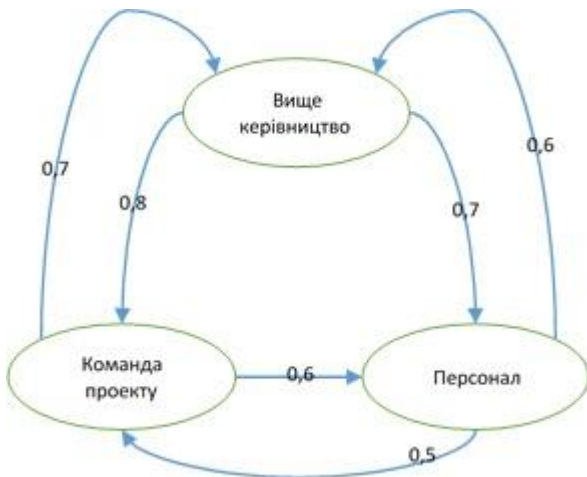 Вище
керівництво
0,7
0,6
0,8
0,7
Команда
проекту
0,6
Персонал
0,5